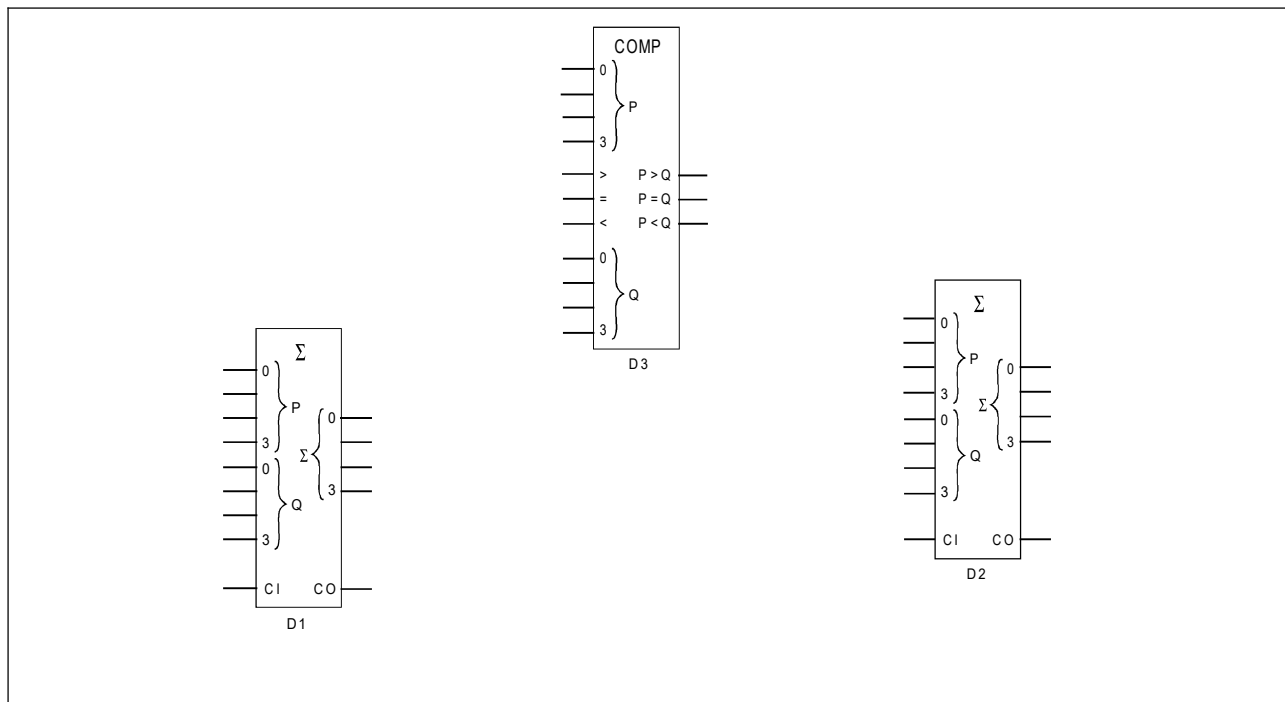 COMP
0
P
3
> P > Q
= P = Q
< P < Q
0
Q
3
D3
Σ
0
P
3
0
Q
3
Σ
0
3
CI CO
D1
Σ
0
P
3
0
Q
3
Σ
0
3
CI CO
D2